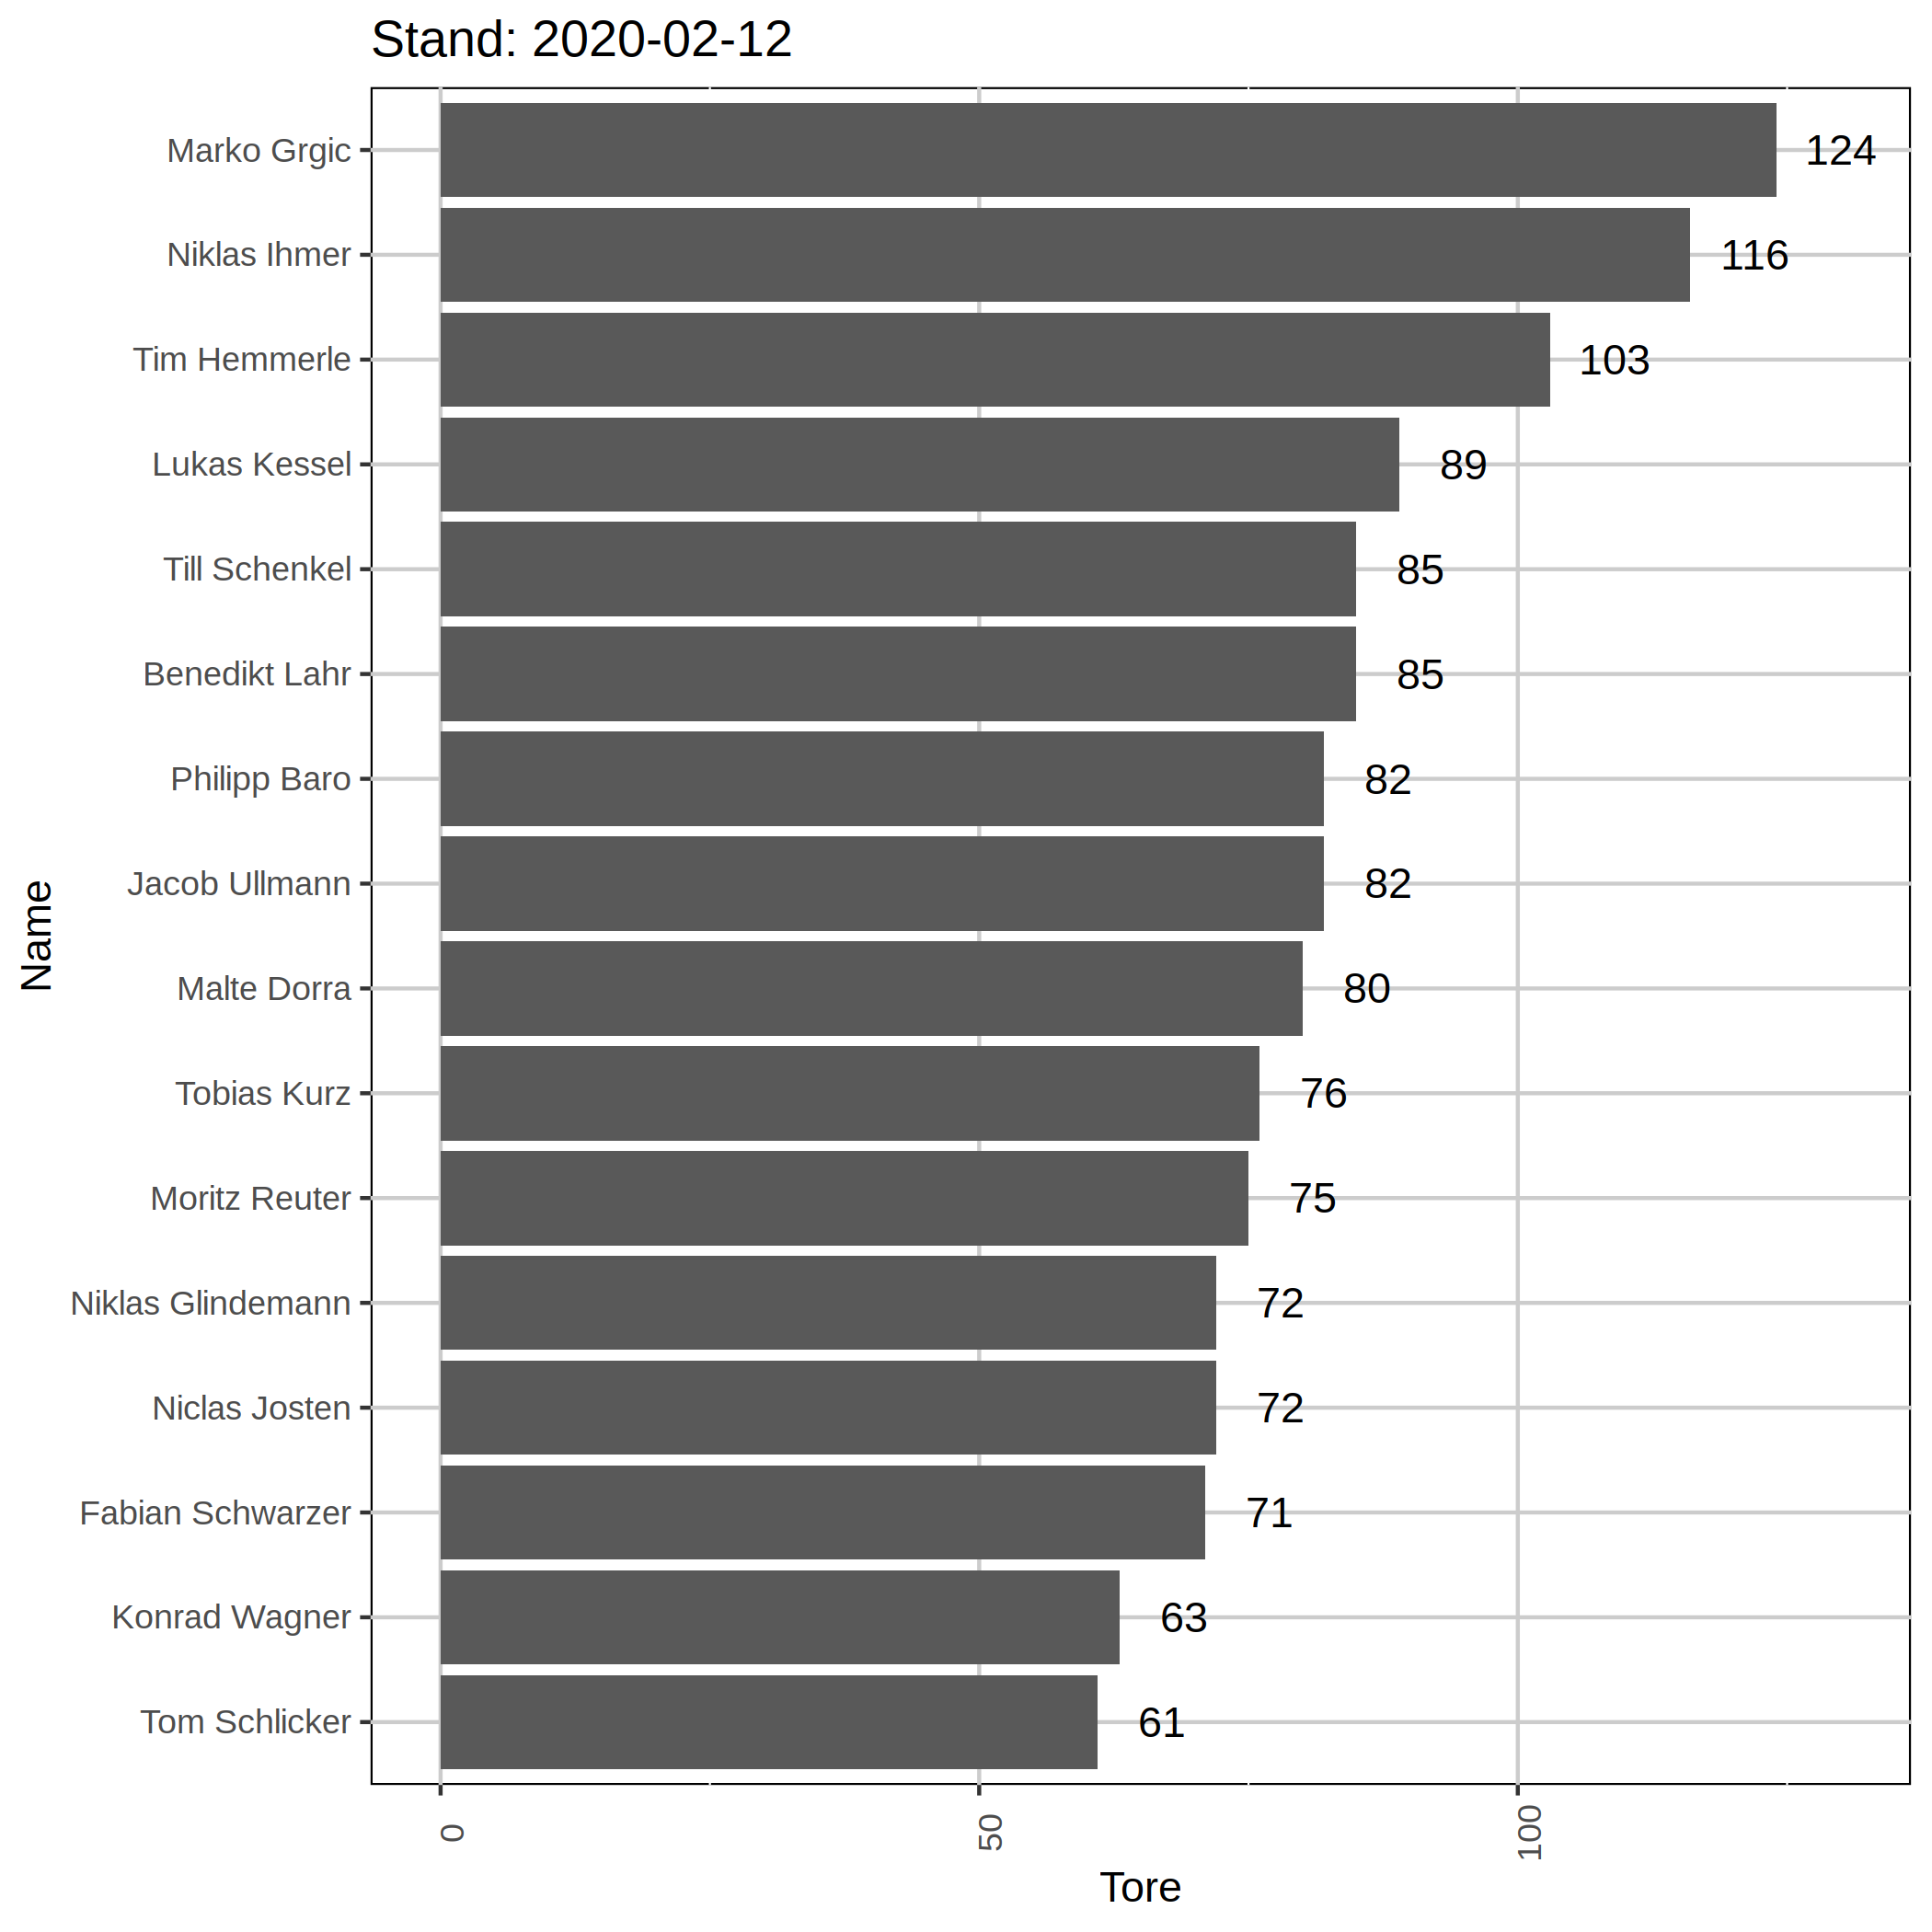 Stand: 2020-02-12
Marko Grgic 124
Niklas Ihmer 116
Tim Hemmerle 103
Lukas Kessel 89
Till Schenkel 85
Benedikt Lahr 85
Philipp Baro 82
Jacob Ullmann 82
Malte Dorra 80
Tobias Kurz 76
Moritz Reuter 75
Niklas Glindemann 72
Niclas Josten 72
Fabian Schwarzer 71
Konrad Wagner 63
Tom Schlicker 61
Name
0 50 100
Tore